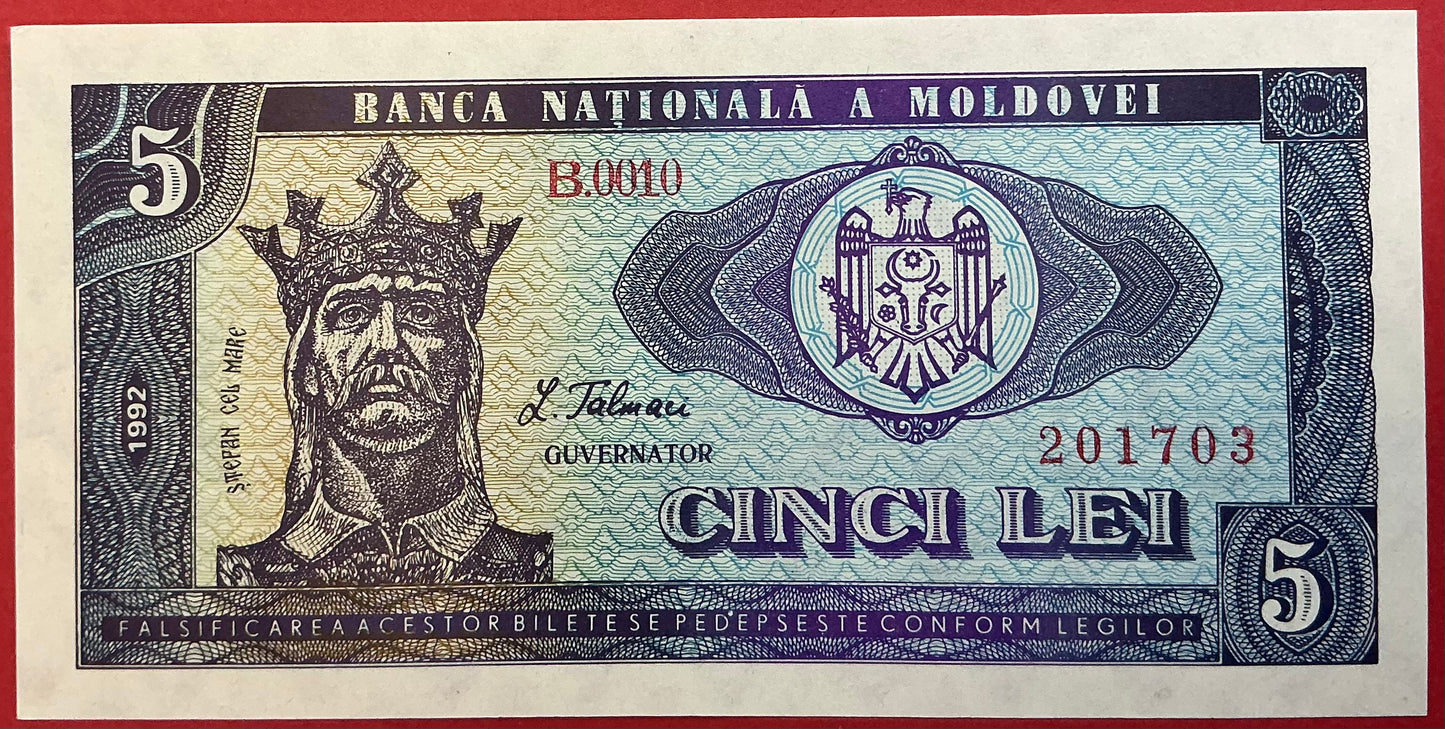 BANCA NAȚIONALĂ A MOLDOVEI
5
B.0010
1992
ȘTEFAN CEL MARE
L. Talmaci
GUVERNATOR
201703
CINCI LEI
5
FALSIFICAREA ACESTOR BILETE SE PEDEPSEȘTE CONFORM LEGILOR